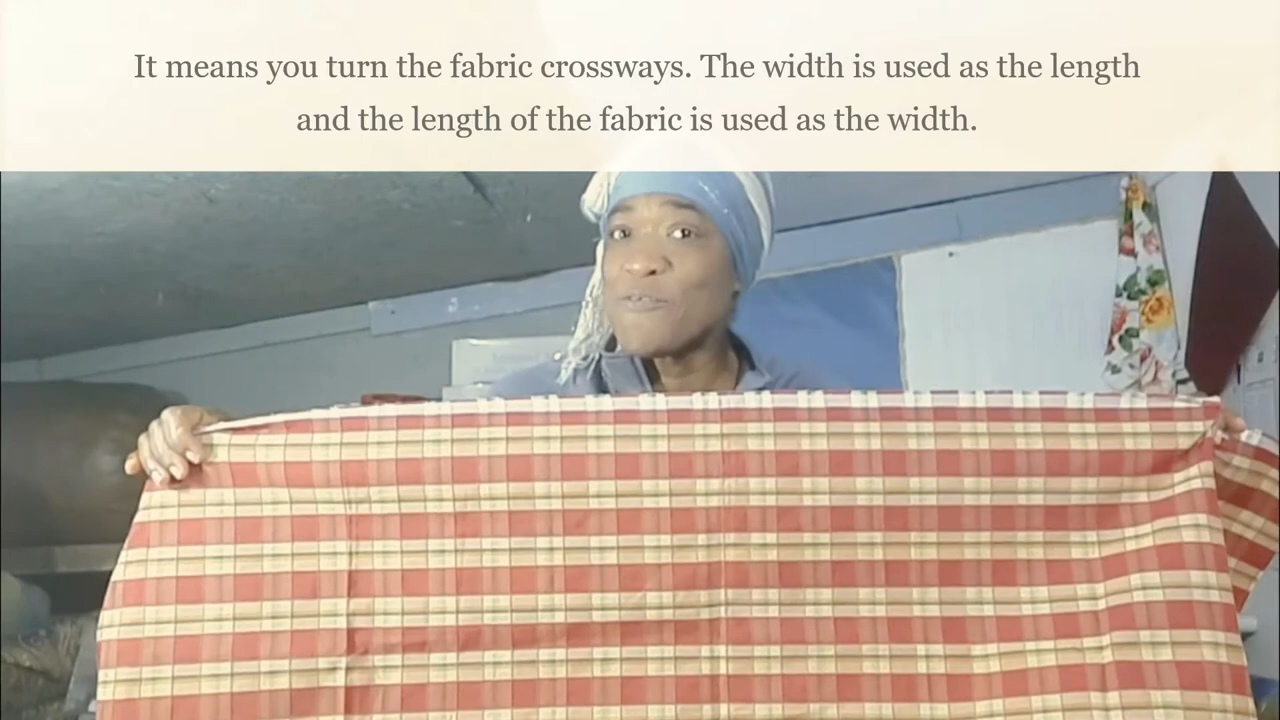 It means you turn the fabric crossways. The width is used as the length
and the length of the fabric is used as the width.